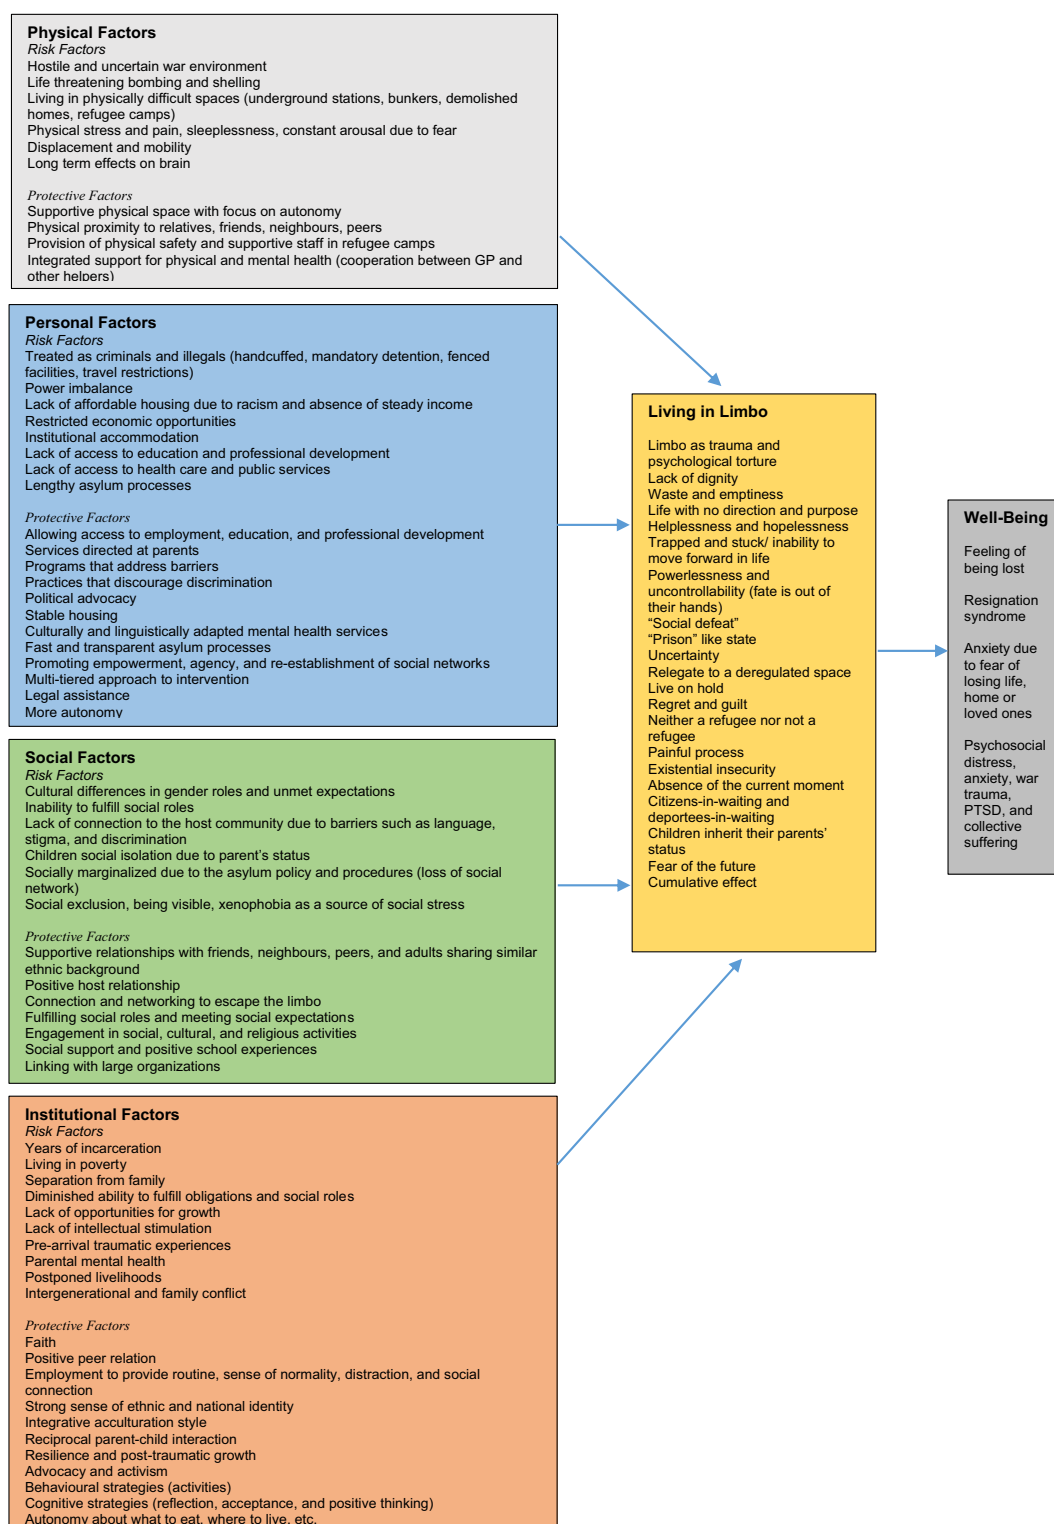 Physical Factors
Risk Factors
Hostile and uncertain war environment
Life threatening bombing and shelling
Living in physically difficult spaces (underground stations, bunkers, demolished
homes, refugee camps)
Physical stress and pain, sleeplessness, constant arousal due to fear
Displacement and mobility
Long term effects on brain
Protective Factors
Supportive physical space with focus on autonomy
Physical proximity to relatives, friends, neighbours, peers
Provision of physical safety and supportive staff in refugee camps
Integrated support for physical and mental health (cooperation between GP and
other helpers)
Personal Factors
Risk Factors
Treated as criminals and illegals (handcuffed, mandatory detention, fenced
facilities, travel restrictions)
Power imbalance
Lack of affordable housing due to racism and absence of steady income
Restricted economic opportunities
Institutional accommodation
Lack of access to education and professional development
Lack of access to health care and public services
Lengthy asylum processes
Protective Factors
Allowing access to employment, education, and professional development
Services directed at parents
Programs that address barriers
Practices that discourage discrimination
Political advocacy
Stable housing
Culturally and linguistically adapted mental health services
Fast and transparent asylum processes
Promoting empowerment, agency, and re-establishment of social networks
Multi-tiered approach to intervention
Legal assistance
More autonomy
Social Factors
Risk Factors
Cultural differences in gender roles and unmet expectations
Inability to fulfill social roles
Lack of connection to the host community due to barriers such as language,
stigma, and discrimination
Children social isolation due to parent's status
Socially marginalized due to the asylum policy and procedures (loss of social
network)
Social exclusion, being visible, xenophobia as a source of social stress
Protective Factors
Supportive relationships with friends, neighbours, peers, and adults sharing similar
ethnic background
Positive host relationship
Connection and networking to escape the limbo
Fulfilling social roles and meeting social expectations
Engagement in social, cultural, and religious activities
Social support and positive school experiences
Linking with large organizations
Institutional Factors
Risk Factors
Years of incarceration
Living in poverty
Separation from family
Diminished ability to fulfill obligations and social roles
Lack of opportunities for growth
Lack of intellectual stimulation
Pre-arrival traumatic experiences
Parental mental health
Postponed livelihoods
Intergenerational and family conflict
Protective Factors
Faith
Positive peer relation
Employment to provide routine, sense of normality, distraction, and social
connection
Strong sense of ethnic and national identity
Integrative acculturation style
Reciprocal parent-child interaction
Resilience and post-traumatic growth
Advocacy and activism
Behavioural strategies (activities)
Cognitive strategies (reflection, acceptance, and positive thinking)
Autonomy about what to eat, where to live, etc.
Living in Limbo
Limbo as trauma and
psychological torture
Lack of dignity
Waste and emptiness
Life with no direction and purpose
Helplessness and hopelessness
Trapped and stuck/ inability to
move forward in life
Powerlessness and
uncontrollability (fate is out of
their hands)
“Social defeat”
“Prison” like state
Uncertainty
Relegate to a deregulated space
Live on hold
Regret and guilt
Neither a refugee nor not a
refugee
Painful process
Existential insecurity
Absence of the current moment
Citizens-in-waiting and
deportees-in-waiting
Children inherit their parents'
status
Fear of the future
Cumulative effect
Well-Being
Feeling of
being lost
Resignation
syndrome
Anxiety due
to fear of
losing life,
home or
loved ones
Psychosocial
distress,
anxiety, war
trauma,
PTSD, and
collective
suffering